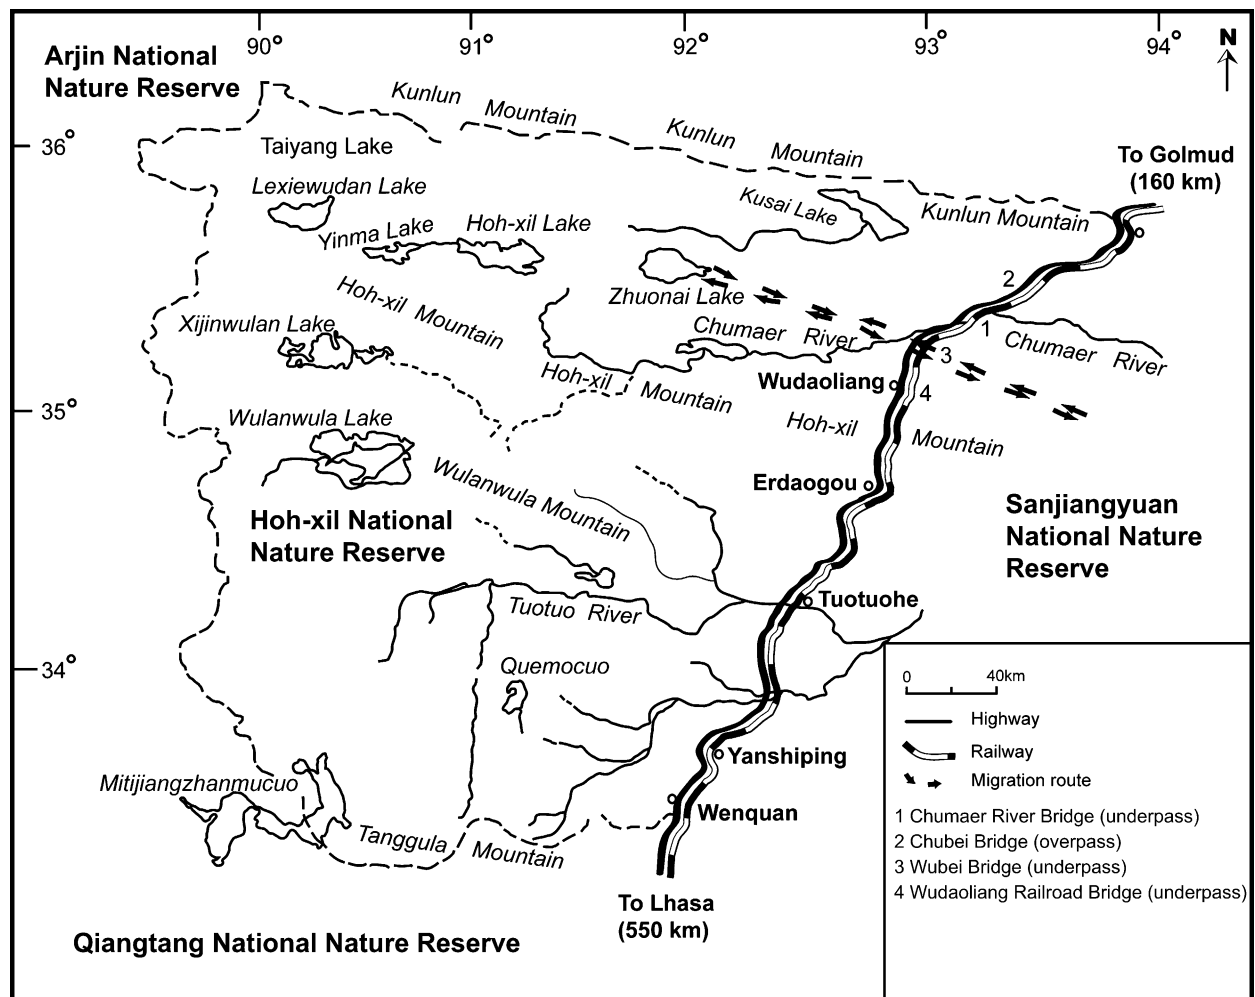 90°
91°
92°
93°
94°
N
Arjin National
Nature Reserve
Kunlun Mountain
Kunlun Mountain
36°
Taiyang Lake
To Golmud
(160 km)
Lexiewudan Lake
Kusai Lake
Kunlun Mountain
Yinma Lake
Hoh-xil Lake
2
Zhuonai Lake
Hoh-xil Mountain
Xijinwulan Lake
Chumaer River
1
Chumaer River
3
Hoh-xil Mountain
Wudaoliang
4
35°
Wulanwula Lake
Hoh-xil Mountain
Wulanwula Mountain
Erdaogou
Hoh-xil National
Nature Reserve
Sanjiangyuan
National Nature
Reserve
Tuotuo River
Tuotuohe
34°
Quemocuo
Yanshiping
Mitijiangzhanmucuo
Wenquan
Tanggula Mountain
To Lhasa
(550 km)
Qiangtang National Nature Reserve
0 40km
Highway
Railway
Migration route
1 Chumaer River Bridge (underpass)
2 Chubei Bridge (overpass)
3 Wubei Bridge (underpass)
4 Wudaoliang Railroad Bridge (underpass)